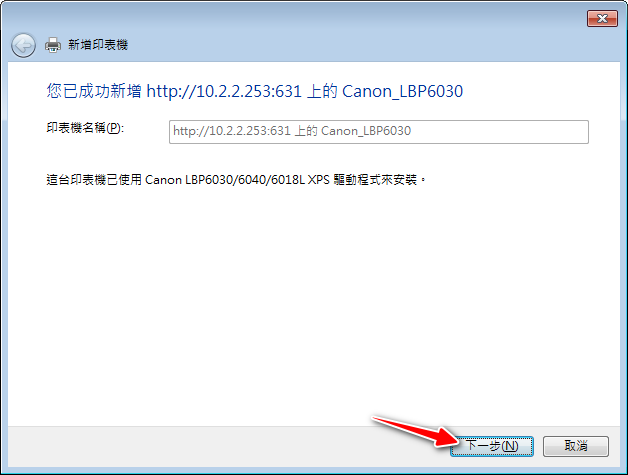 新增印表機
您已成功新增 http://10.2.2.253:631 上的 Canon_LBP6030
印表機名稱(P):
http://10.2.2.253:631 上的 Canon_LBP6030
這台印表機已使用 Canon LBP6030/6040/6018L XPS 驅動程式來安裝。
下一步(N)
取消